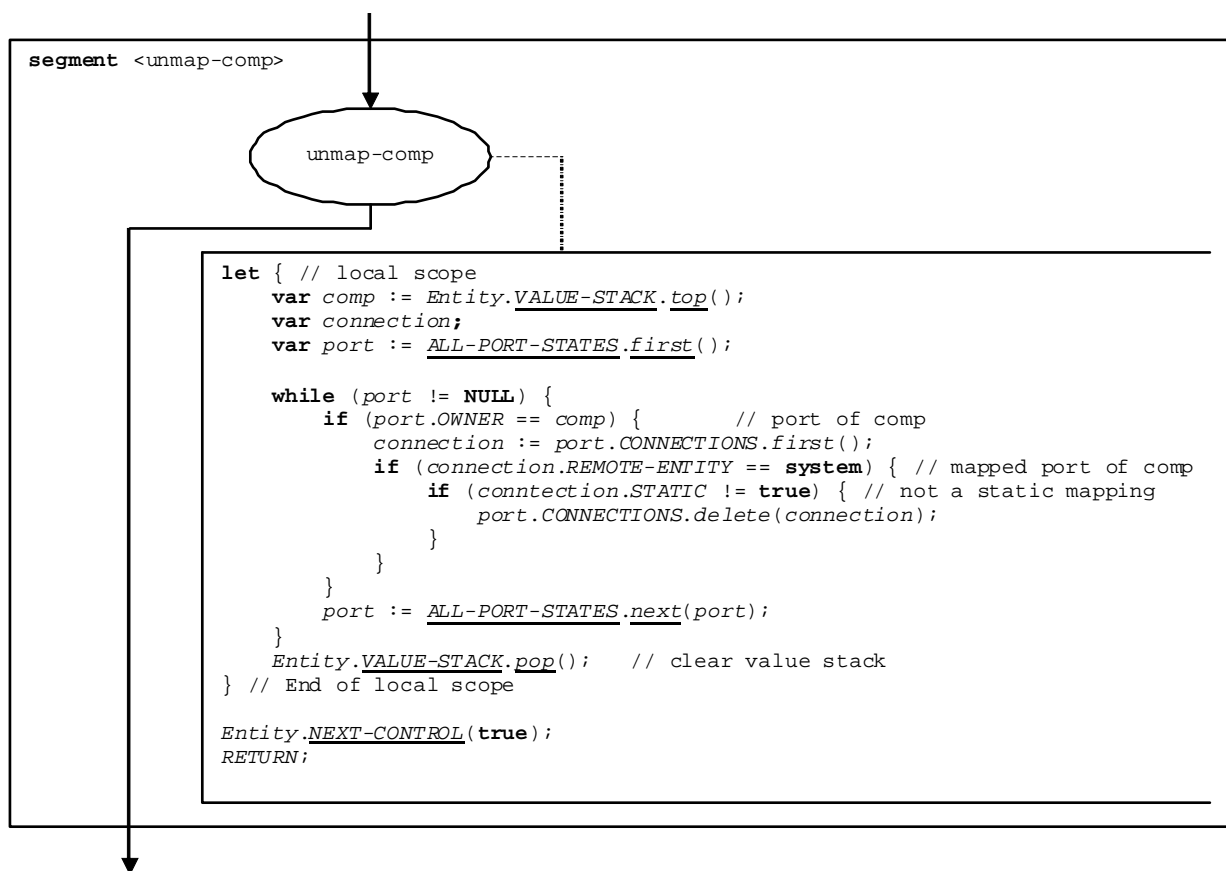 segment <unmap-comp>
unmap-comp
let { // local scope
var comp := Entity.VALUE-STACK.top();
var connection;
var port := ALL-PORT-STATES.first();
while (port != NULL) {
if (port.OWNER == comp) { // port of comp
connection := port.CONNECTIONS.first();
if (connection.REMOTE-ENTITY == system) { // mapped port of comp
if (conntection.STATIC != true) { // not a static mapping
port.CONNECTIONS.delete(connection);
}
}
}
port := ALL-PORT-STATES.next(port);
}
Entity.VALUE-STACK.pop(); // clear value stack
} // End of local scope
Entity.NEXT-CONTROL(true);
RETURN;